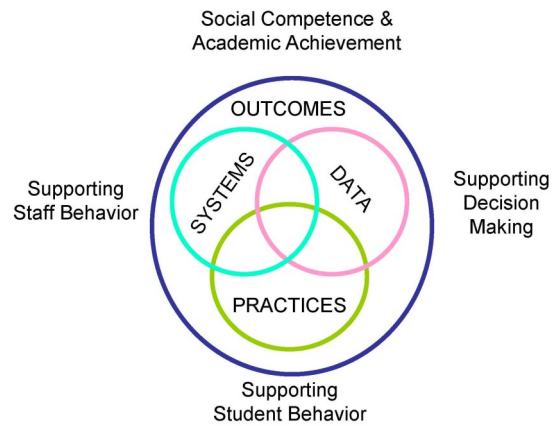 Social Competence &
Academic Achievement
OUTCOMES
SYSTEMS
DATA
Supporting
Staff Behavior
Supporting
Decision
Making
PRACTICES
Supporting
Student Behavior